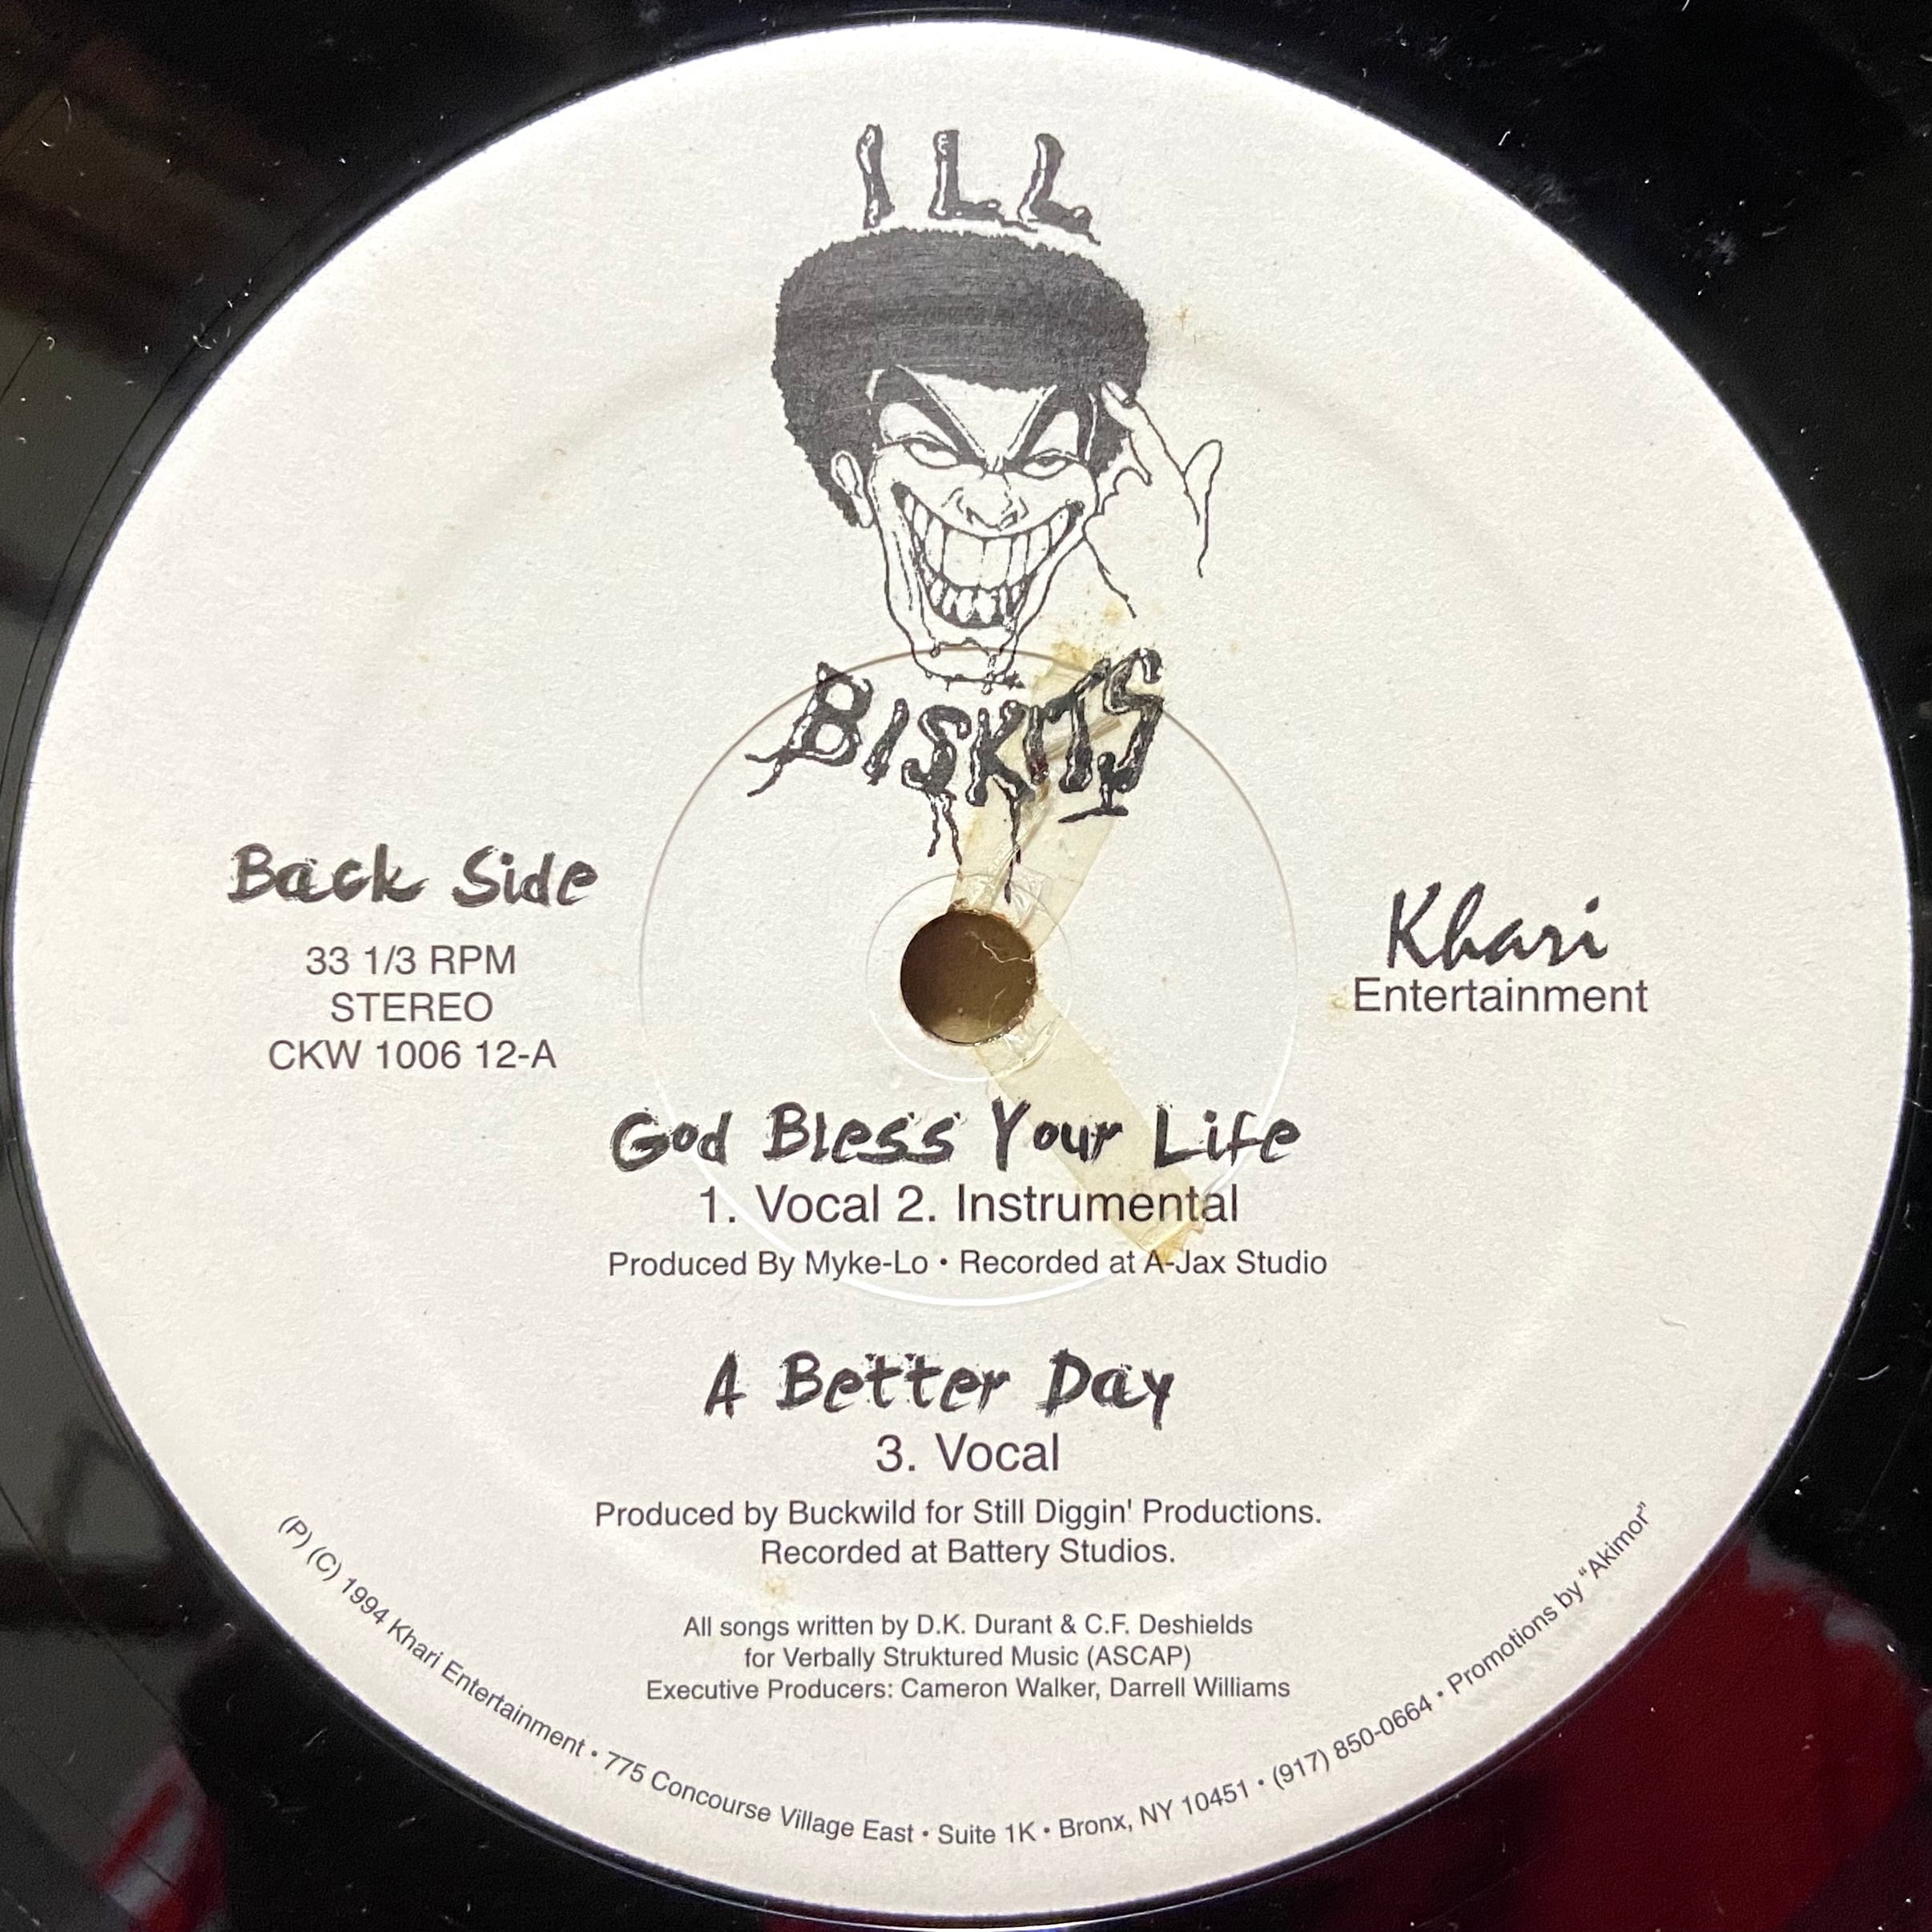 ILL
BISKITS
Back Side
33 1/3 RPM
STEREO
CKW 1006 12-A
Khari
Entertainment
God Bless Your Life
1. Vocal 2. Instrumental
Produced By Myke-Lo • Recorded at A-Jax Studio
A Better Day
3. Vocal
Produced by Buckwild for Still Diggin' Productions.
Recorded at Battery Studios.
All songs written by D.K. Durant & C.F. Deshields
for Verbally Struktured Music (ASCAP)
Executive Producers: Cameron Walker, Darrell Williams
(P) (C) 1994 Khari Entertainment • 775 Concourse Village East • Suite 1K • Bronx, NY 10451 • (917) 850-0664 • Promotions by “Akimor”